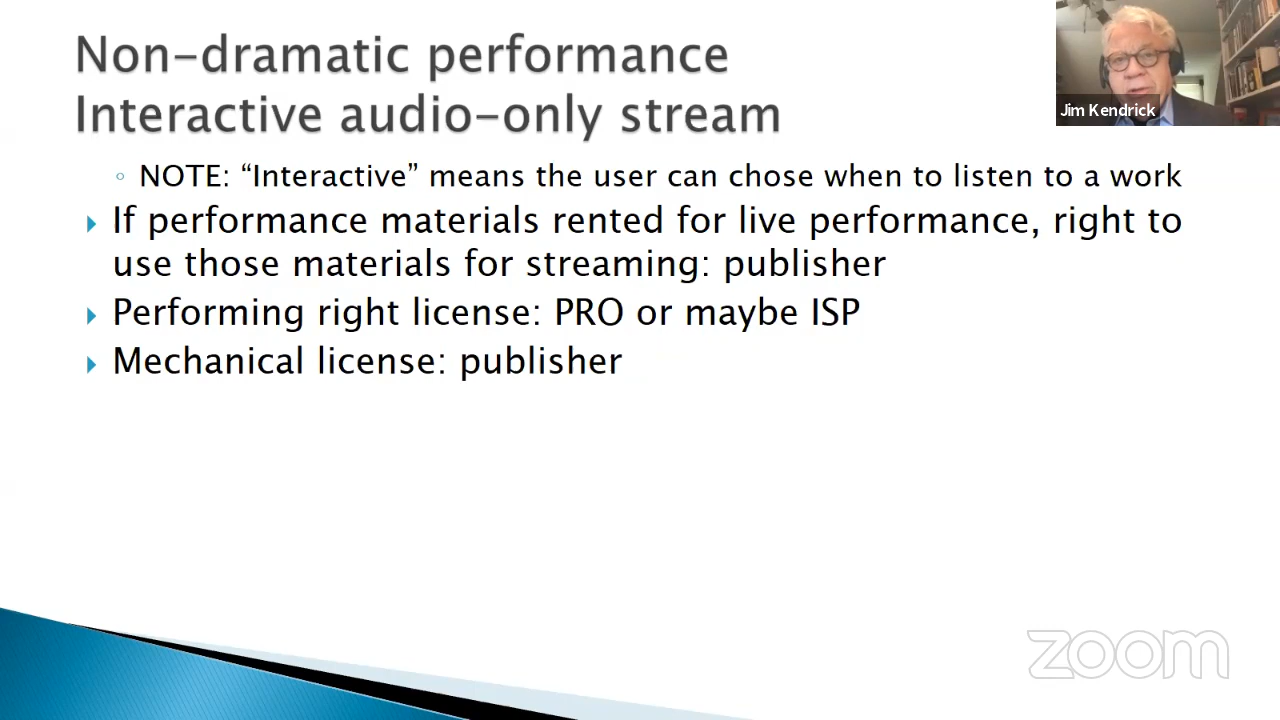 Non-dramatic performance
Interactive audio-only stream
Jim Kendrick
◦ NOTE: “Interactive” means the user can chose when to listen to a work
If performance materials rented for live performance, right to
use those materials for streaming: publisher
Performing right license: PRO or maybe ISP
Mechanical license: publisher
zoom